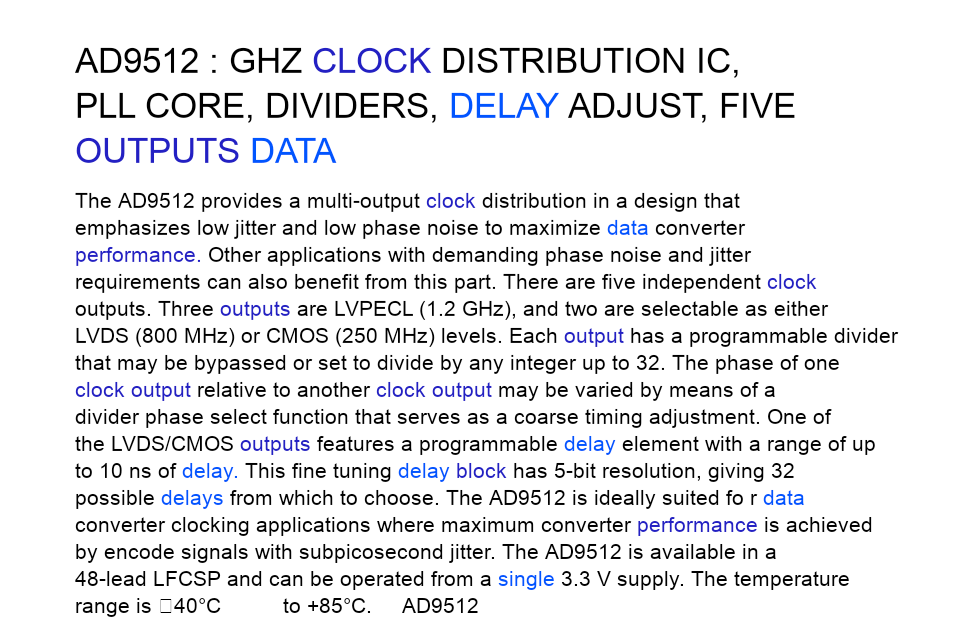 AD9512 : GHZ CLOCK DISTRIBUTION IC,
PLL CORE, DIVIDERS, DELAY ADJUST, FIVE
OUTPUTS DATA
The AD9512 provides a multi-output clock distribution in a design that
emphasizes low jitter and low phase noise to maximize data converter
performance. Other applications with demanding phase noise and jitter
requirements can also benefit from this part. There are five independent clock
outputs. Three outputs are LVPECL (1.2 GHz), and two are selectable as either
LVDS (800 MHz) or CMOS (250 MHz) levels. Each output has a programmable divider
that may be bypassed or set to divide by any integer up to 32. The phase of one
clock output relative to another clock output may be varied by means of a
divider phase select function that serves as a coarse timing adjustment. One of
the LVDS/CMOS outputs features a programmable delay element with a range of up
to 10 ns of delay. This fine tuning delay block has 5-bit resolution, giving 32
possible delays from which to choose. The AD9512 is ideally suited fo r data
converter clocking applications where maximum converter performance is achieved
by encode signals with subpicosecond jitter. The AD9512 is available in a
48-lead LFCSP and can be operated from a single 3.3 V supply. The temperature
range is □40°C to +85°C. AD9512